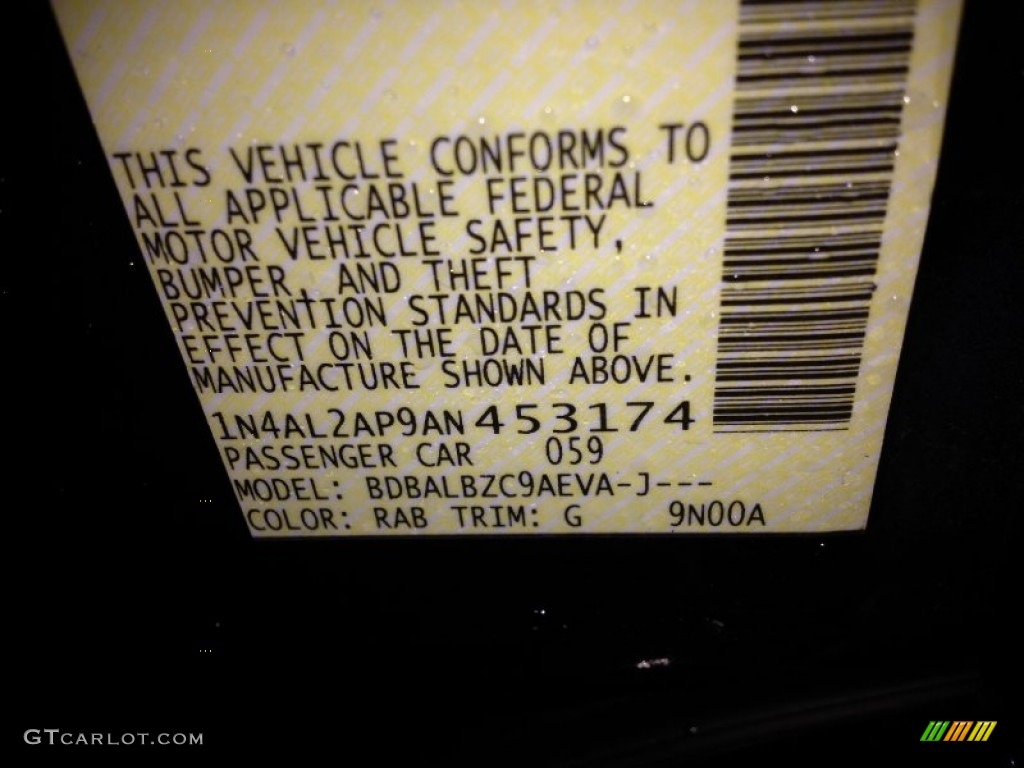 THIS VEHICLE CONFORMS TO
ALL APPLICABLE FEDERAL
MOTOR VEHICLE SAFETY,
BUMPER, AND THEFT
PREVENTION STANDARDS IN
EFFECT ON THE DATE OF
MANUFACTURE SHOWN ABOVE.
1N4AL2AP9AN453174
PASSENGER CAR 059
MODEL: BDBALBZC9AEVA-J---
COLOR: RAB TRIM: G 9N00A
GTCARLOT.COM